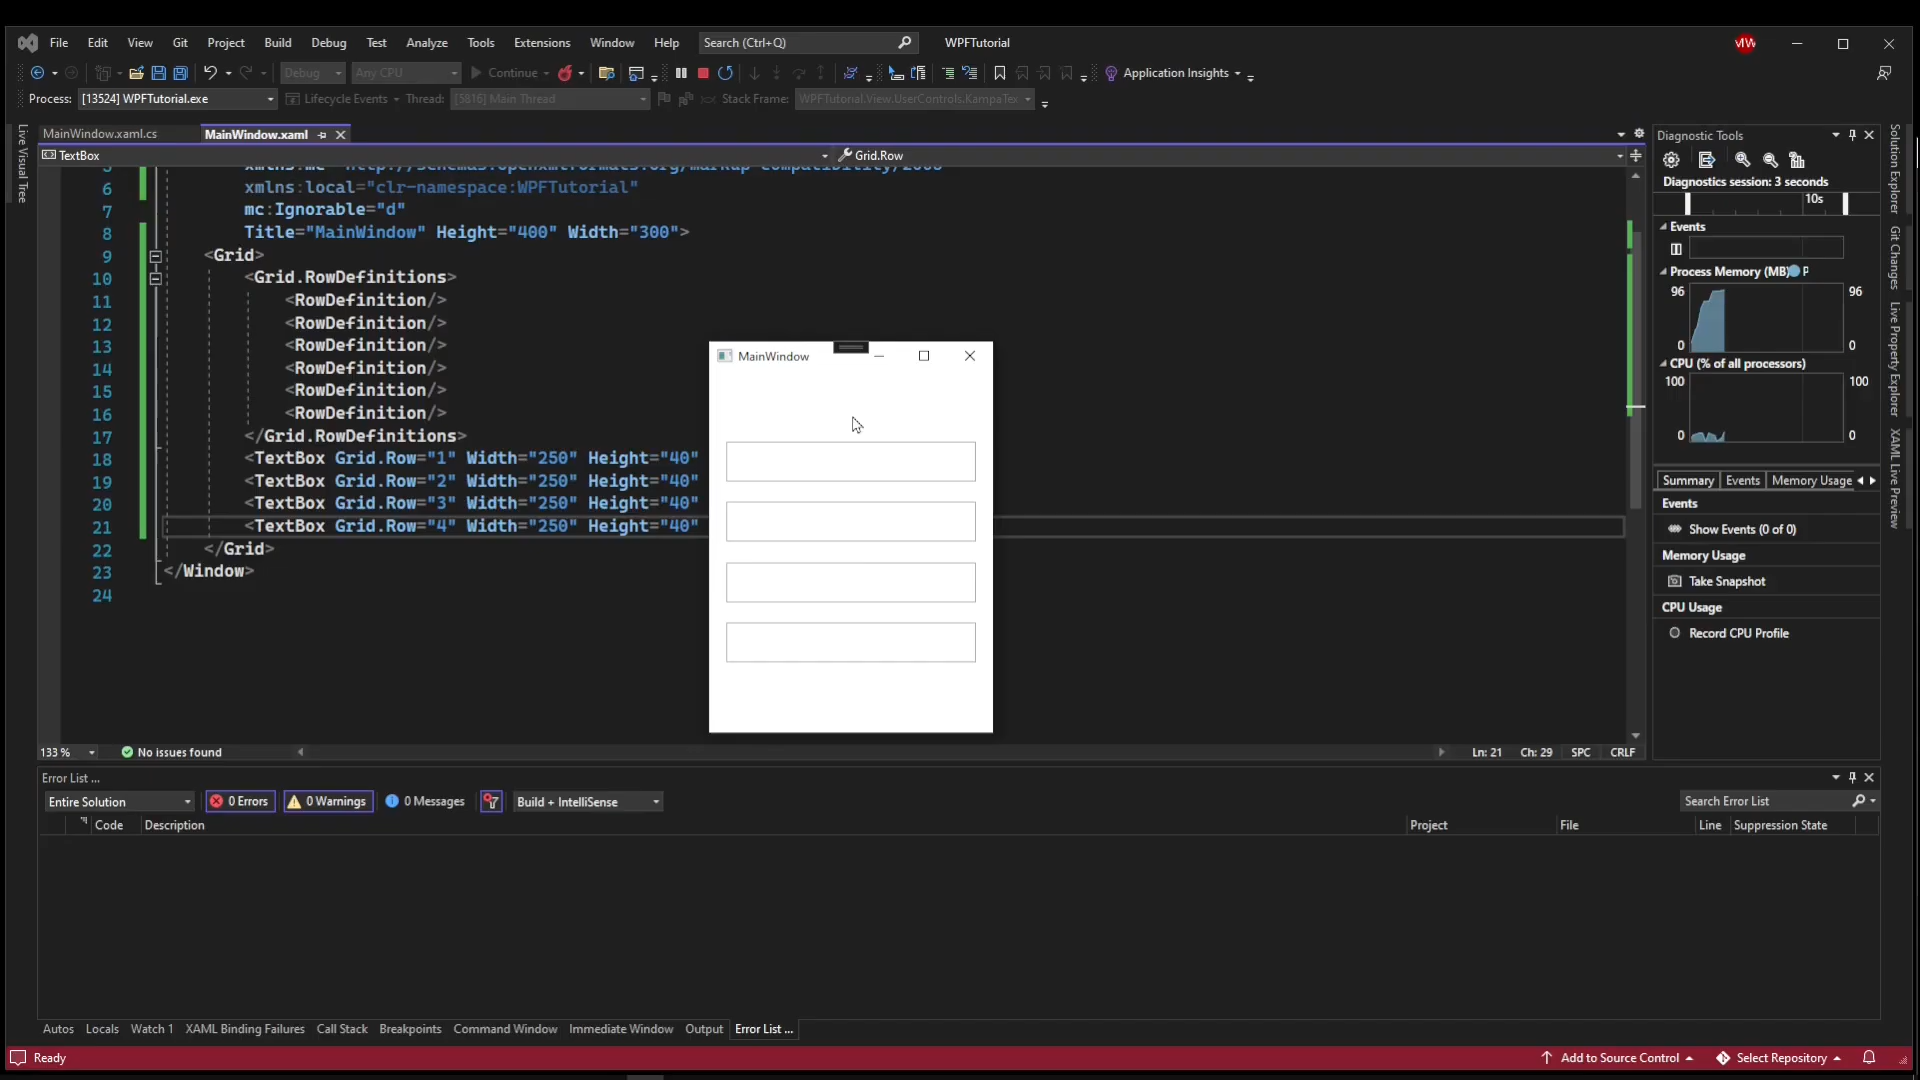 File Edit View Git Project Build Debug Test Analyze Tools Extensions Window Help Search (Ctrl+Q) WPFTutorial MW
Debug Any CPU Continue Application Insights
Process: [13524] WPFTutorial.exe Lifecycle Events Thread: [5816] Main Thread Stack Frame: WPFTutorial.View.UserControls.KampaTex
MainWindow.xaml.cs MainWindow.xaml
TextBox Grid.Row
Live Visual Tree
6 xmlns:local="clr-namespace:WPFTutorial"
7 mc:Ignorable="d"
8 Title="MainWindow" Height="400" Width="300">
9 <Grid>
10 <Grid.RowDefinitions>
11 <RowDefinition/>
12 <RowDefinition/>
13 <RowDefinition/>
14 <RowDefinition/>
15 <RowDefinition/>
16 <RowDefinition/>
17 </Grid.RowDefinitions>
18 <TextBox Grid.Row="1" Width="250" Height="40"
19 <TextBox Grid.Row="2" Width="250" Height="40"
20 <TextBox Grid.Row="3" Width="250" Height="40"
21 <TextBox Grid.Row="4" Width="250" Height="40"
22 </Grid>
23 </Window>
24
MainWindow
133 % No issues found Ln: 21 Ch: 29 SPC CRLF
Diagnostic Tools
Diagnostics session: 3 seconds
10s
Events
Process Memory (MB) P
96 96
0 0
CPU (% of all processors)
100 100
0 0
Summary Events Memory Usage
Events
Show Events (0 of 0)
Memory Usage
Take Snapshot
CPU Usage
Record CPU Profile
Solution Explorer
Git Changes
Live Property Explorer
XAML Live Preview
Error List ...
Entire Solution 0 Errors 0 Warnings 0 Messages Build + IntelliSense Search Error List
Code Description Project File Line Suppression State
Autos Locals Watch 1 XAML Binding Failures Call Stack Breakpoints Command Window Immediate Window Output Error List ...
Ready Add to Source Control Select Repository